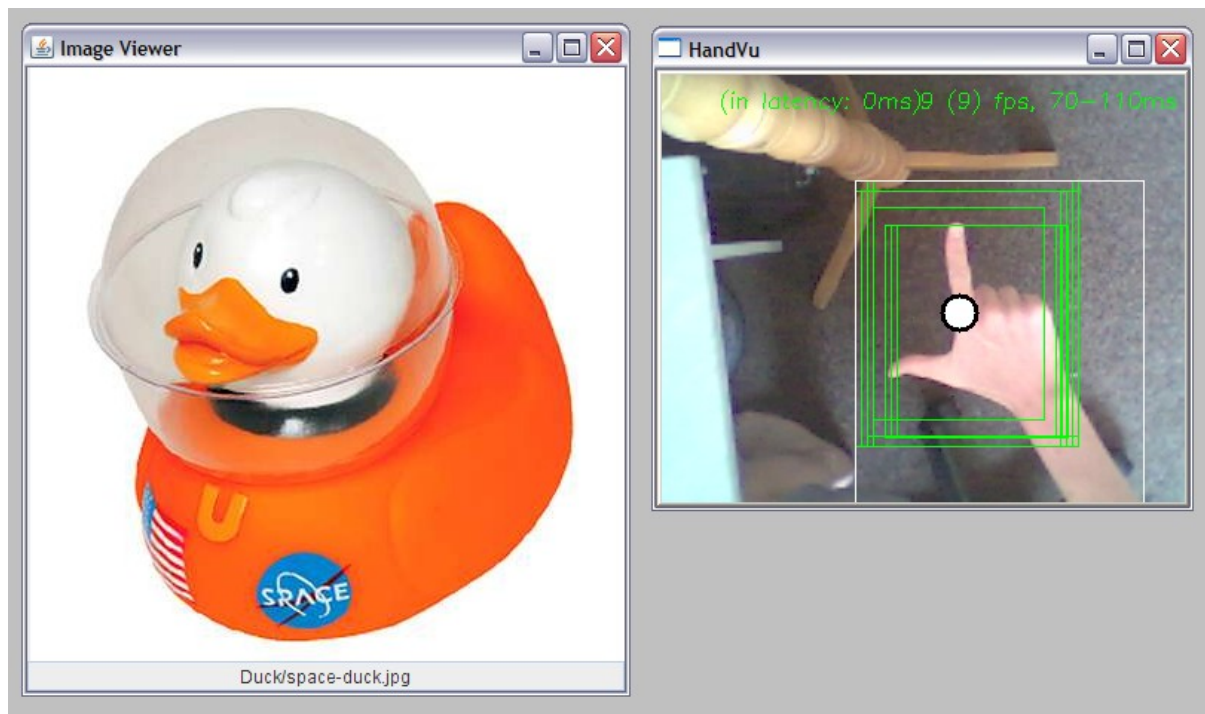 Image Viewer
Duck/space-duck.jpg
U
SPACE
HandVu
(in latency: 0ms)9 (9) fps, 70-110ms